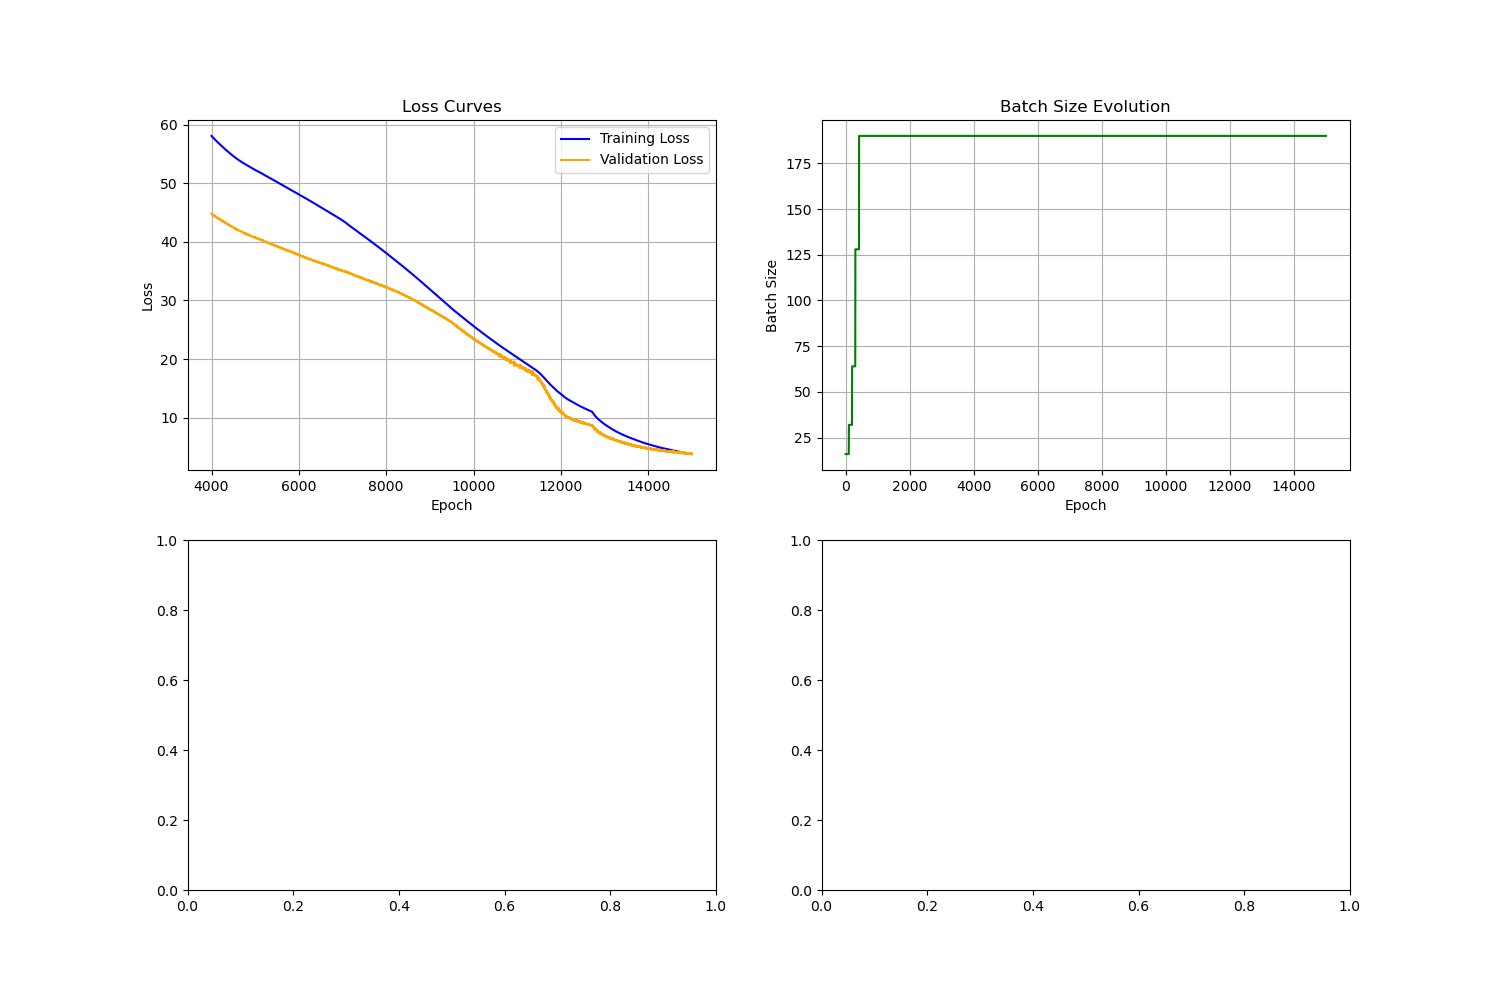 Loss Curves
60
50
40
30
20
10
Loss
Training Loss
Validation Loss
4000 6000 8000 10000 12000 14000
Epoch
Batch Size Evolution
175
150
125
100
75
50
25
Batch Size
0 2000 4000 6000 8000 10000 12000 14000
Epoch
1.0
0.8
0.6
0.4
0.2
0.0
0.0 0.2 0.4 0.6 0.8 1.0
1.0
0.8
0.6
0.4
0.2
0.0
0.0 0.2 0.4 0.6 0.8 1.0